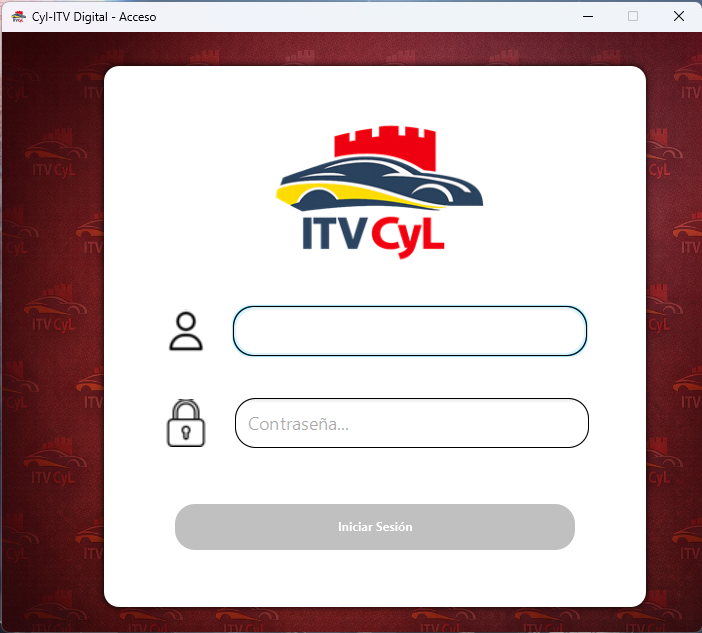 Cyl-ITV Digital - Acceso
ITV CyL
Contraseña...
Iniciar Sesión